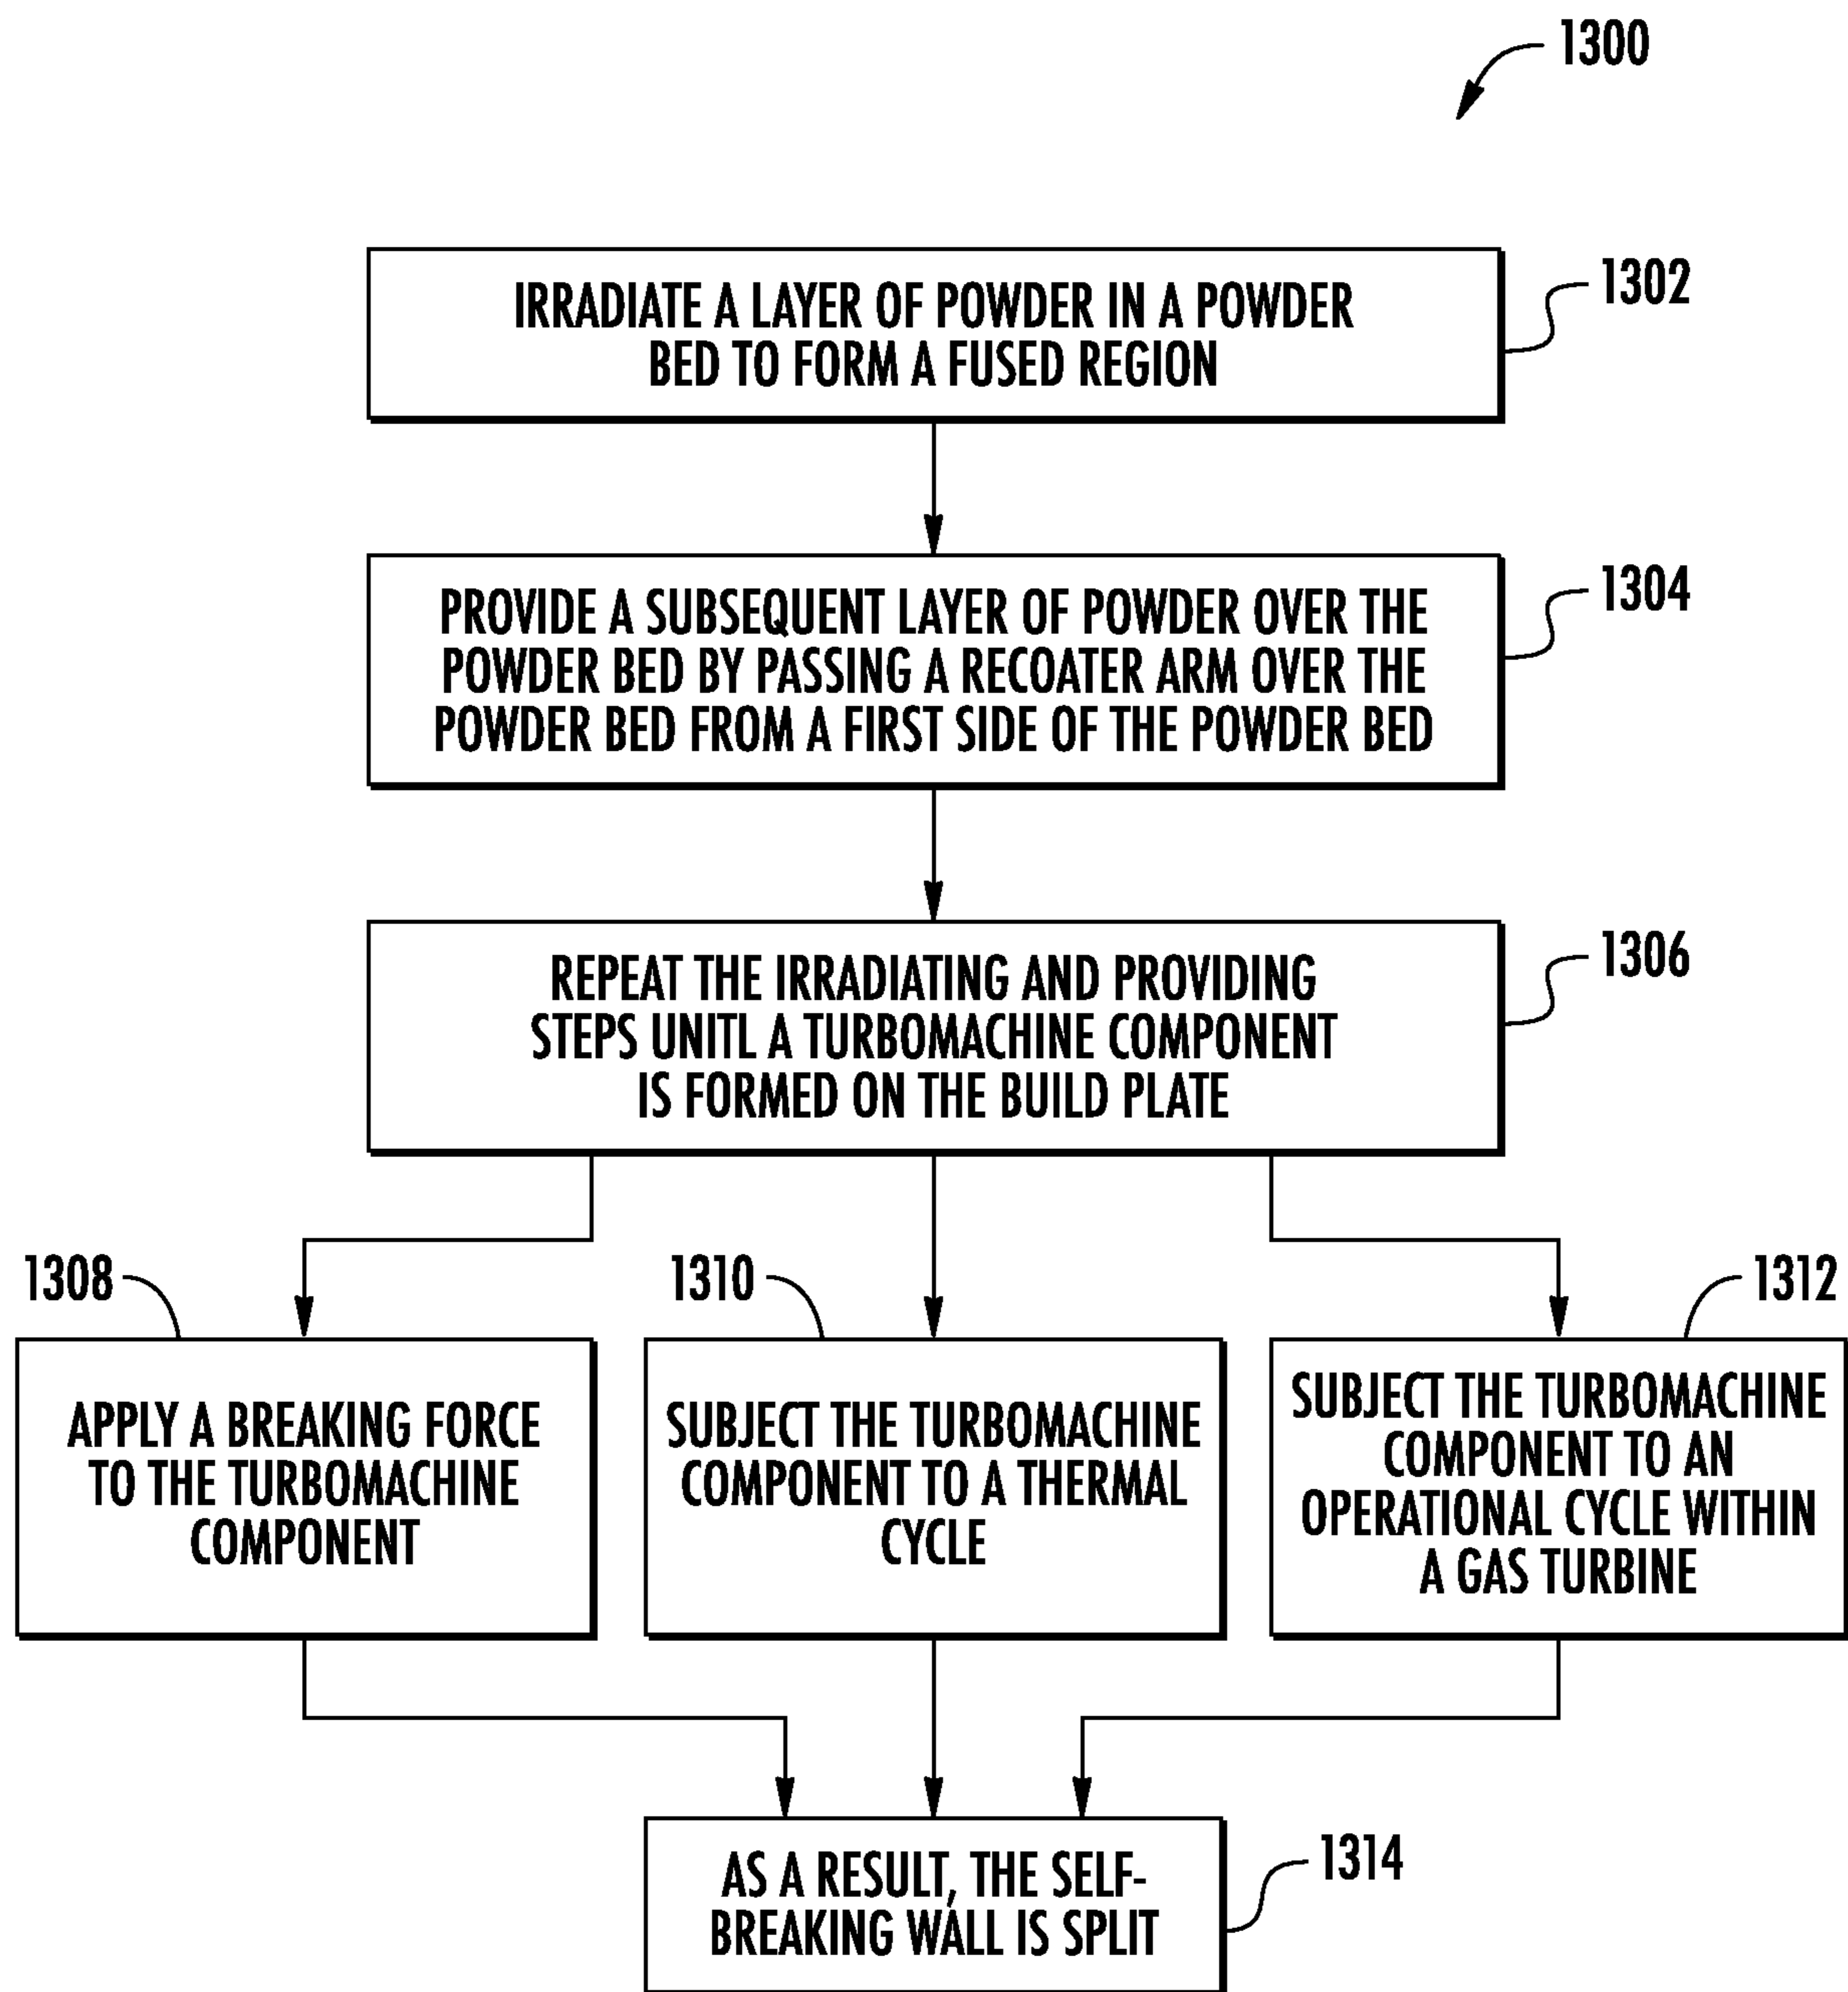 1300
IRRADIATE A LAYER OF POWDER IN A POWDER
BED TO FORM A FUSED REGION
1302
PROVIDE A SUBSEQUENT LAYER OF POWDER OVER THE
POWDER BED BY PASSING A RECOATER ARM OVER THE
POWDER BED FROM A FIRST SIDE OF THE POWDER BED
1304
REPEAT THE IRRADIATING AND PROVIDING
STEPS UNITL A TURBOMACHINE COMPONENT
IS FORMED ON THE BUILD PLATE
1306
1308
APPLY A BREAKING FORCE
TO THE TURBOMACHINE
COMPONENT
1310
SUBJECT THE TURBOMACHINE
COMPONENT TO A THERMAL
CYCLE
1312
SUBJECT THE TURBOMACHINE
COMPONENT TO AN
OPERATIONAL CYCLE WITHIN
A GAS TURBINE
AS A RESULT, THE SELF-
BREAKING WALL IS SPLIT
1314